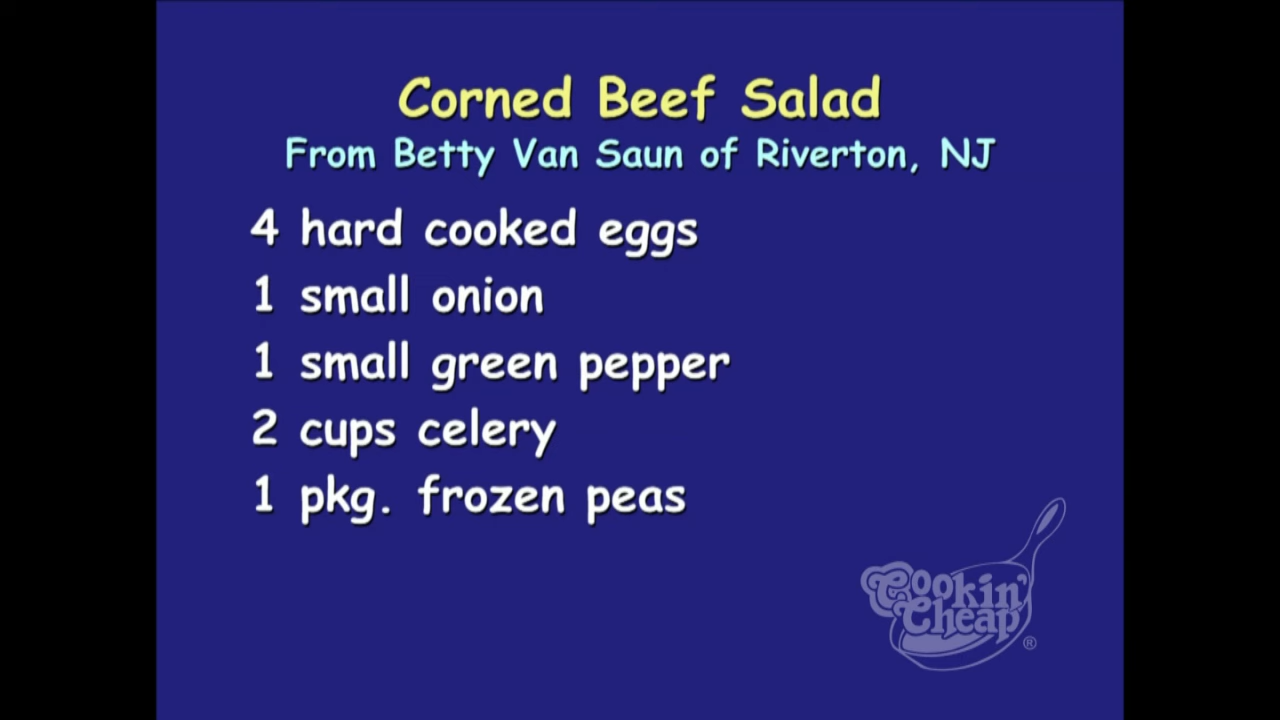 Corned Beef Salad
From Betty Van Saun of Riverton, NJ
4 hard cooked eggs
1 small onion
1 small green pepper
2 cups celery
1 pkg. frozen peas
Cookin'
Cheap
®